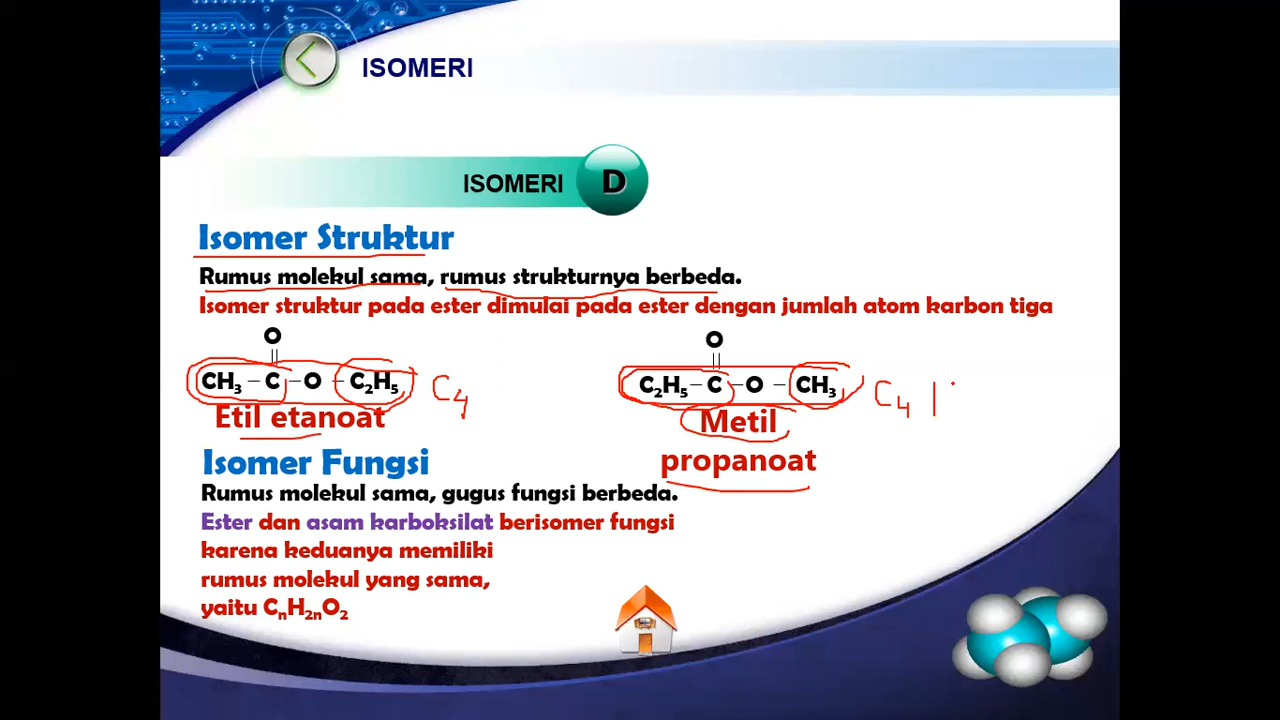 ISOMERI
ISOMERI D
Isomer Struktur
Rumus molekul sama, rumus strukturnya berbeda.
Isomer struktur pada ester dimulai pada ester dengan jumlah atom karbon tiga
O O
|| ||
CH₃ – C – O – C₂H₅ C₄ C₂H₅ – C – O – CH₃ C₄
Etil etanoat Metil
propanoat
Isomer Fungsi
Rumus molekul sama, gugus fungsi berbeda.
Ester dan asam karboksilat berisomer fungsi
karena keduanya memiliki
rumus molekul yang sama,
yaitu CₙH₂ₙO₂